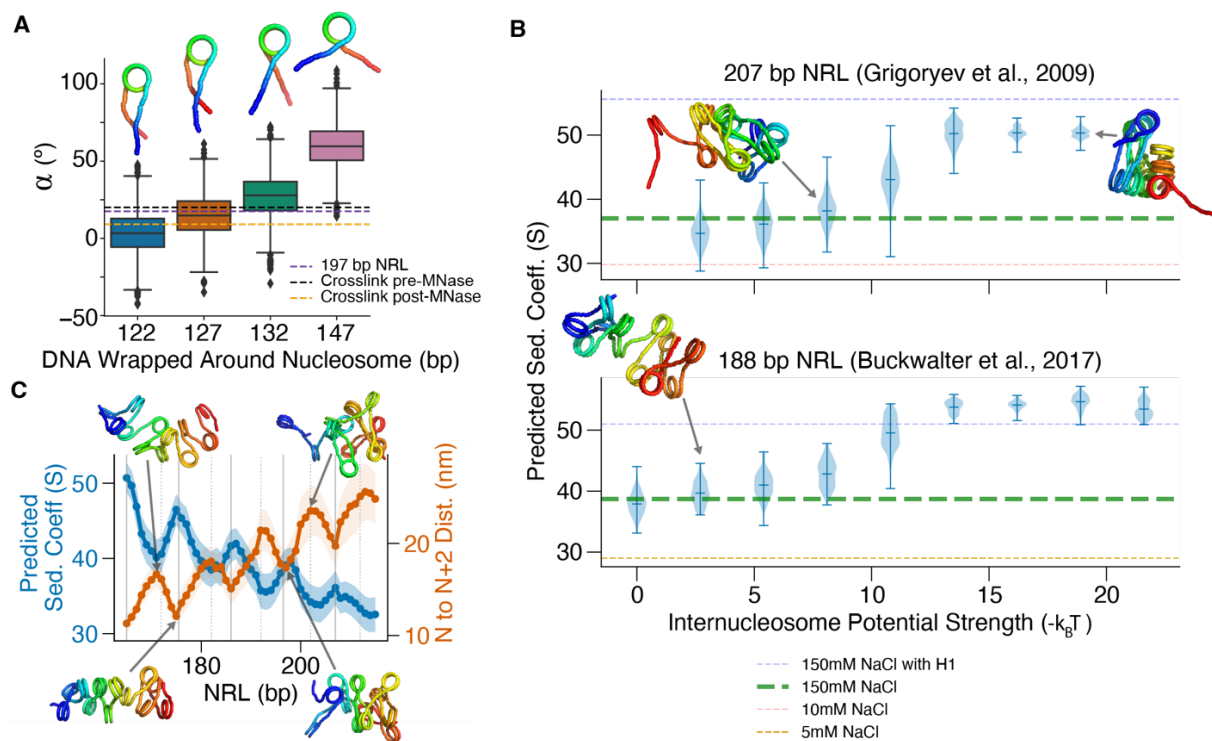 A
α (°)
100
50
0
−50
197 bp NRL
Crosslink pre-MNase
Crosslink post-MNase
122 127 132 147
DNA Wrapped Around Nucleosome (bp)
B
207 bp NRL (Grigoryev et al., 2009)
50
40
30
188 bp NRL (Buckwalter et al., 2017)
50
40
30
Predicted Sed. Coeff. (S)
0 5 10 15 20
Internucleosome Potential Strength (-k_BT)
150mM NaCl with H1
150mM NaCl
10mM NaCl
5mM NaCl
C
Predicted
Sed. Coeff (S)
50
40
30
N to N+2 Dist. (nm)
20
10
180 200
NRL (bp)